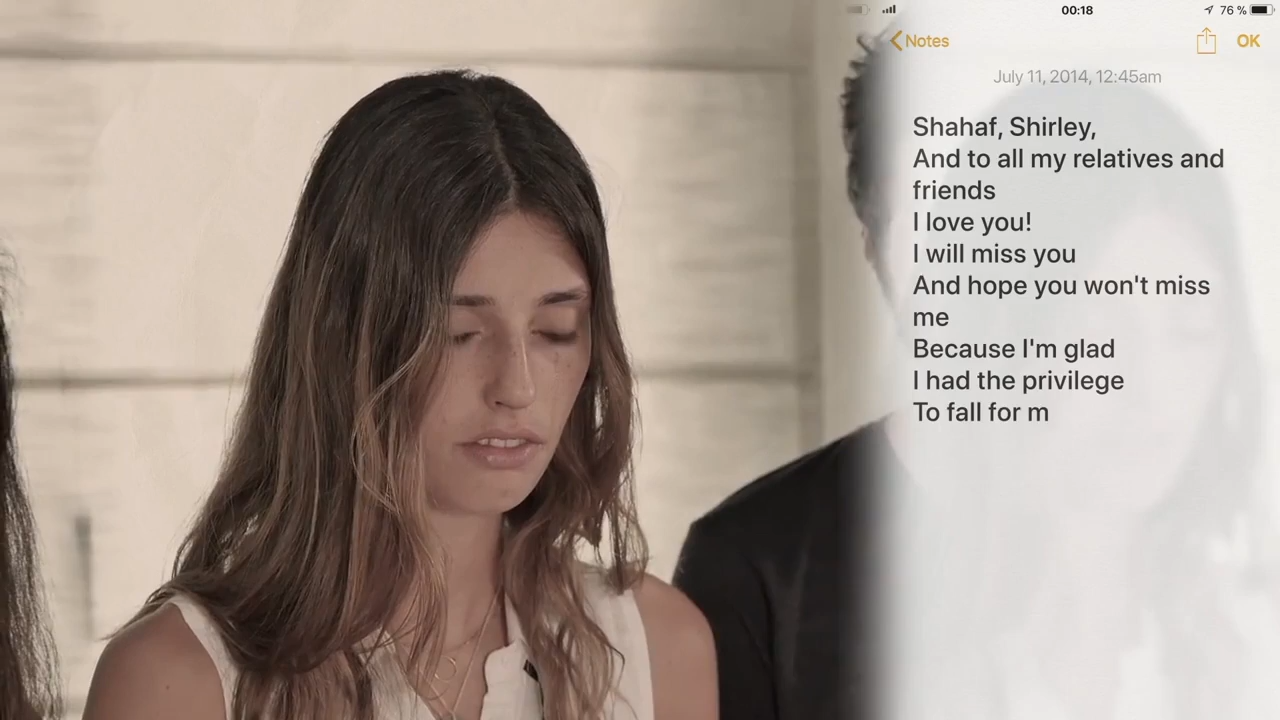 00:18
76 %
Notes
OK
July 11, 2014, 12:45am
Shahaf, Shirley,
And to all my relatives and
friends
I love you!
I will miss you
And hope you won't miss
me
Because I'm glad
I had the privilege
To fall for m